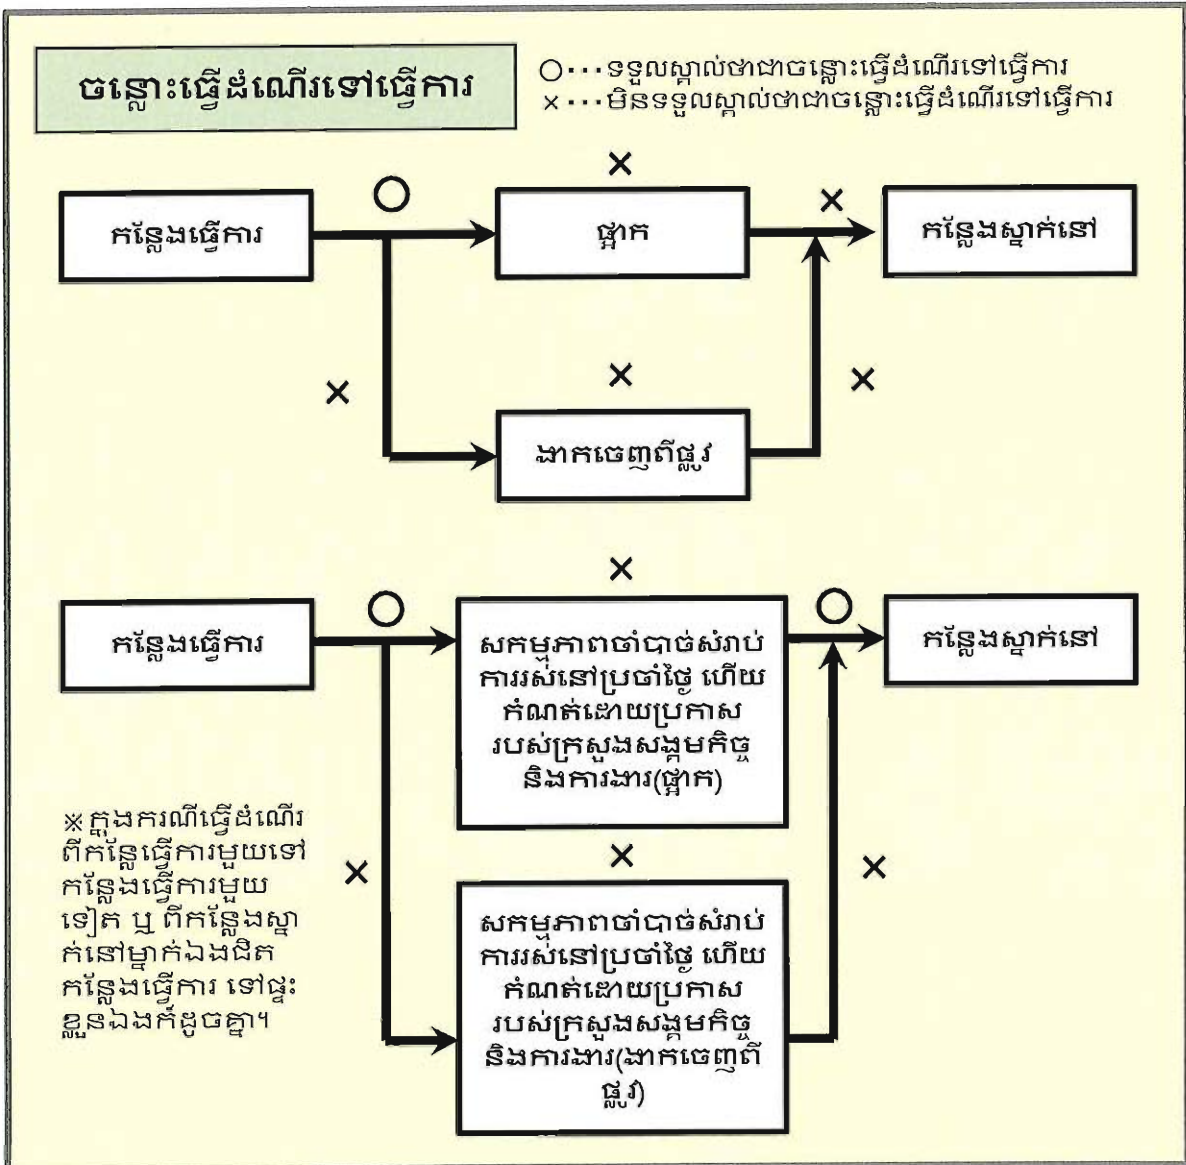 ចន្លោះធ្វើដំណើរទៅធ្វើការ
○･･･ទទួលស្គាល់ថាជាចន្លោះធ្វើដំណើរទៅធ្វើការ
×･･･មិនទទួលស្គាល់ថាជាចន្លោះធ្វើដំណើរទៅធ្វើការ
កន្លែងធ្វើការ
○
×
ផ្អាក
×
កន្លែងស្នាក់នៅ
×
×
ងាកចេញពីផ្លូវ
×
កន្លែងធ្វើការ
○
×
សកម្មភាពចាំបាច់សំរាប់
ការរស់នៅប្រចាំថ្ងៃ ហើយ
កំណត់ដោយប្រកាស
របស់ក្រសួងសង្គមកិច្ច
និងការងារ(ផ្អាក)
○
កន្លែងស្នាក់នៅ
※ក្នុងករណីធ្វើដំណើរ
ពីកន្លែធ្វើការមួយទៅ
កន្លែងធ្វើការមួយ
ទៀត ឬ ពីកន្លែងស្នា
ក់នៅម្នាក់ឯងជិត
កន្លែងធ្វើការ ទៅផ្ទះ
ខ្លួនឯងក៏ដូចគ្នា។
×
×
សកម្មភាពចាំបាច់សំរាប់
ការរស់នៅប្រចាំថ្ងៃ ហើយ
កំណត់ដោយប្រកាស
របស់ក្រសួងសង្គមកិច្ច
និងការងារ(ងាកចេញពី
ផ្លូវ)
×